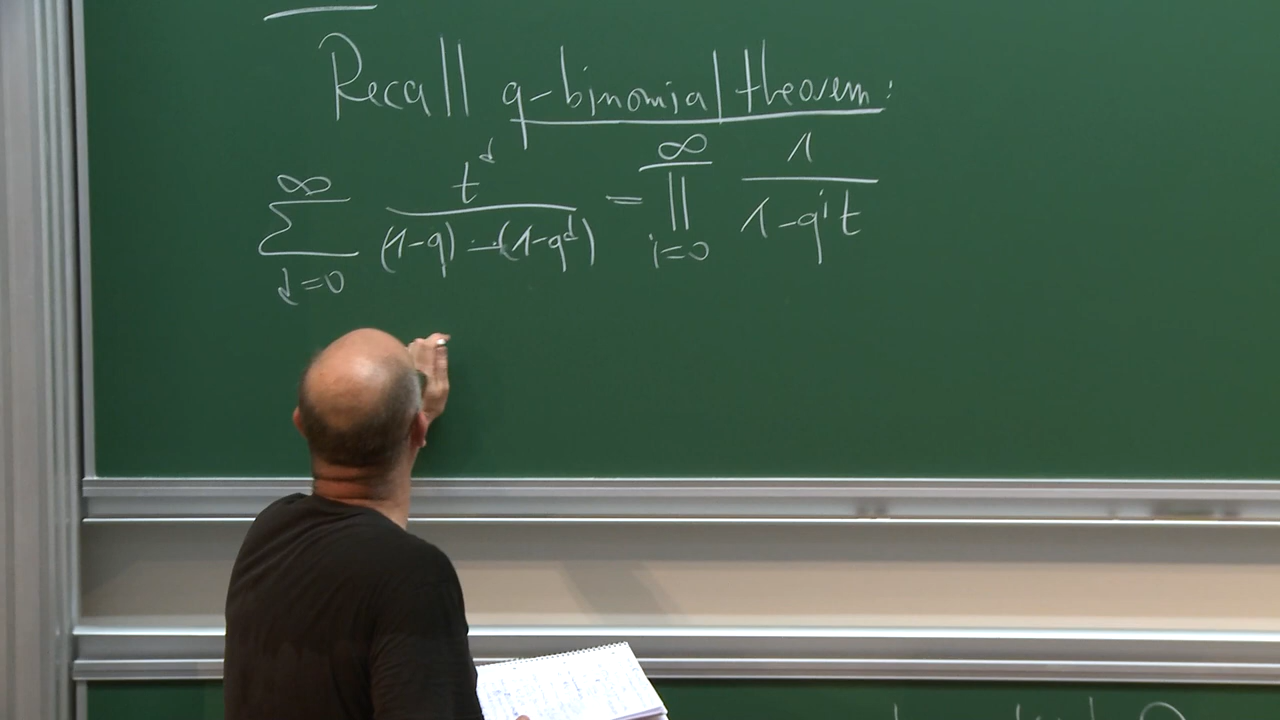 Recall q-binomial theorem:
∑_{d=0}^{∞} t^d / ((1-q)…(1-q^d)) = ∏_{i=0}^{∞} 1 / (1-q^i t)